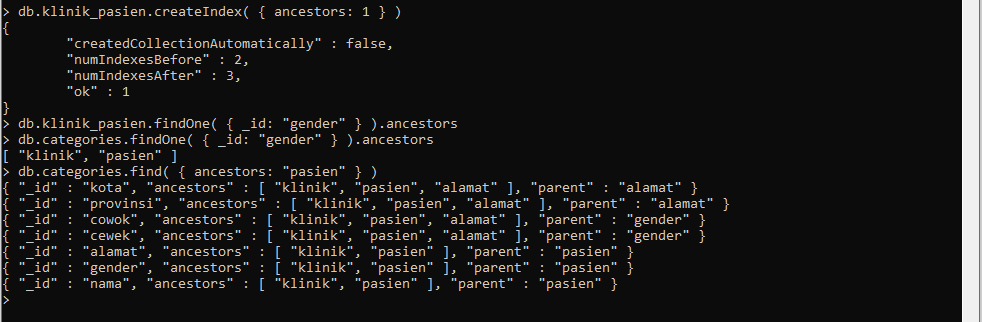 > db.klinik_pasien.createIndex( { ancestors: 1 } )
{
        "createdCollectionAutomatically" : false,
        "numIndexesBefore" : 2,
        "numIndexesAfter" : 3,
        "ok" : 1
}
> db.klinik_pasien.findOne( { _id: "gender" } ).ancestors
> db.categories.findOne( { _id: "gender" } ).ancestors
[ "klinik", "pasien" ]
> db.categories.find( { ancestors: "pasien" } )
{ "_id" : "kota", "ancestors" : [ "klinik", "pasien", "alamat" ], "parent" : "alamat" }
{ "_id" : "provinsi", "ancestors" : [ "klinik", "pasien", "alamat" ], "parent" : "alamat" }
{ "_id" : "cowok", "ancestors" : [ "klinik", "pasien", "alamat" ], "parent" : "gender" }
{ "_id" : "cewek", "ancestors" : [ "klinik", "pasien", "alamat" ], "parent" : "gender" }
{ "_id" : "alamat", "ancestors" : [ "klinik", "pasien" ], "parent" : "pasien" }
{ "_id" : "gender", "ancestors" : [ "klinik", "pasien" ], "parent" : "pasien" }
{ "_id" : "nama", "ancestors" : [ "klinik", "pasien" ], "parent" : "pasien" }
>